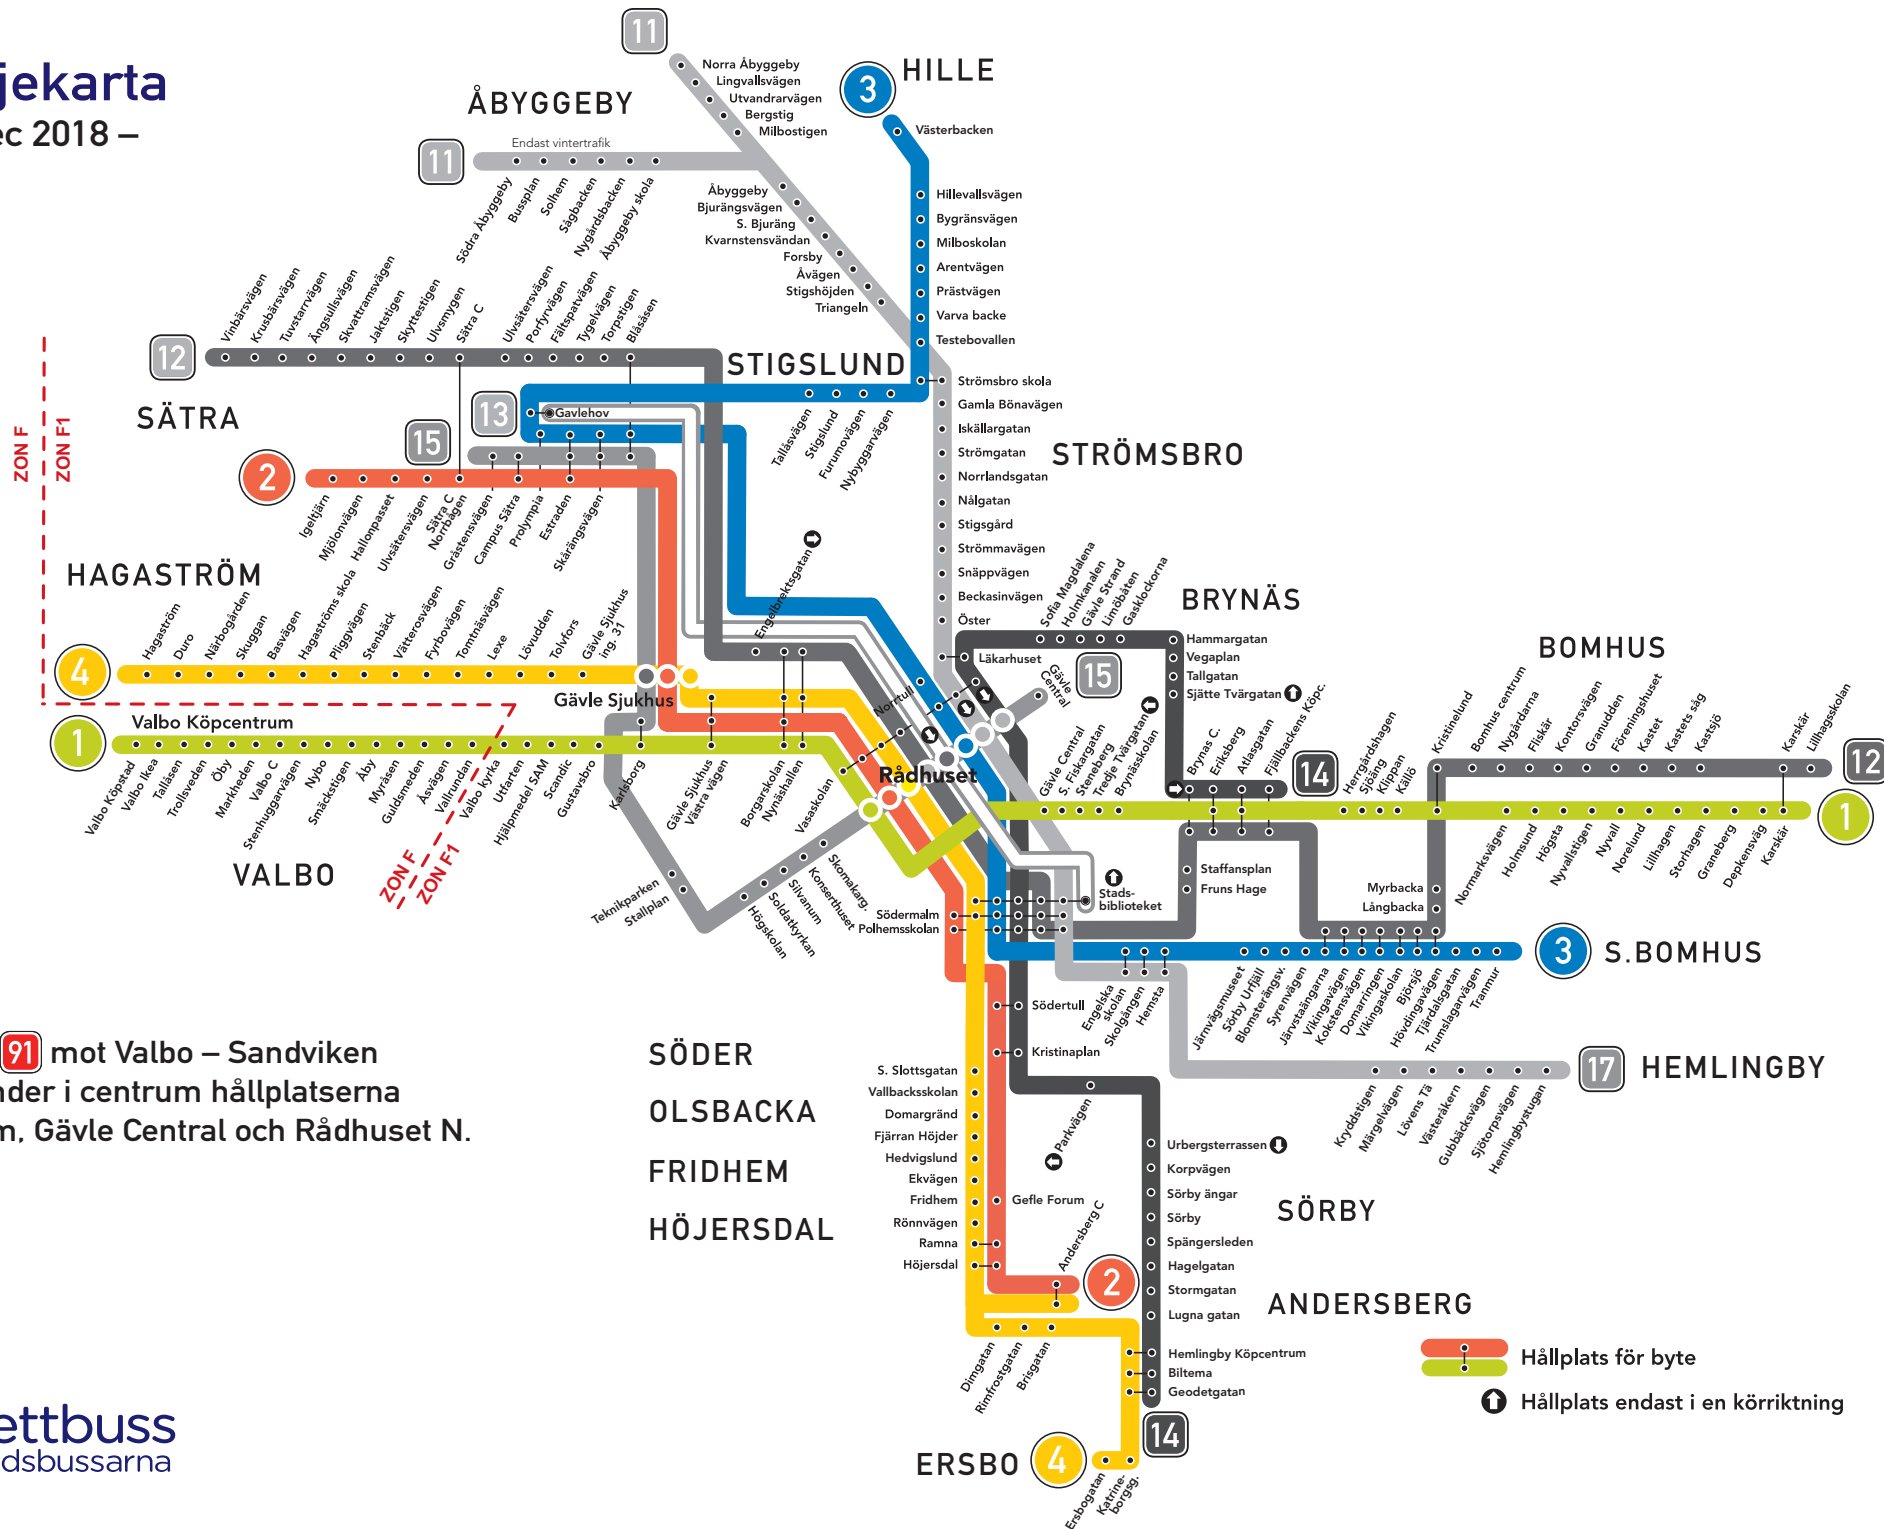 jekarta
ec 2018 –
11
ÅBYGGEBY
Norra Åbyggeby
Lingvallsvägen
Utvandrarvägen
Bergstig
Milbostigen
3
HILLE
Västerbacken
11
Endast vintertrafik
Södra Åbyggeby
Bussplan
Solhem
Sågbacken
Nygårdsbacken
Åbyggeby skola
Åbyggeby
Bjurängsvägen
S. Bjuräng
Kvarnstensvändan
Forsby
Åvägen
Stigshöjden
Triangeln
Hillevallsvägen
Bygränsvägen
Milboskolan
Arentvägen
Prästvägen
Varva backe
Testebovallen
12
SÄTRA
Vinbärsvägen
Krusbärsvägen
Tuvstarrvägen
Ängsullsvägen
Skvattramsvägen
Jaktstigen
Skyttestigen
Ulvsmygen
Sätra C
Ulvsätersvägen
Porfyrvägen
Fältspatvägen
Tygelvägen
Torpstigen
Blåsåsen
STIGSLUND
Tallåsvägen
Stigslund
Furumovägen
Nybyggarvägen
13
Gavlehov
15
2
Igeltjärn
Mjölonvägen
Hallonpasset
Ulvsätersvägen
Sätra C
Norrbågen
Gråstensvägen
Campus Sätra
Prolympia
Estraden
Skårängsvägen
ZON F
ZON F1
Strömsbro skola
Gamla Bönavägen
Iskällargatan
Strömgatan
Norrlandsgatan
Nålgatan
Stigsgård
Strömmavägen
Snäppvägen
Beckasinvägen
Öster
STRÖMSBRO
HAGASTRÖM
4
Hagaström
Duro
Närbogården
Skuggan
Basvägen
Hagaströms skola
Pliggvägen
Stenbäck
Vätterosvägen
Fyrbovägen
Tomtnäsvägen
Lexe
Lövudden
Tolvfors
Gävle Sjukhus
ing. 31
Gävle Sjukhus
Engelbrektsgatan
Norrtull
Läkarhuset
Sofia Magdalena
Holmkanalen
Gävle Strand
Limöbåten
Gasklockorna
BRYNÄS
Hammargatan
Vegaplan
Tallgatan
Sjätte Tvärgatan
15
Gävle
Central
1
Valbo Köpcentrum
Valbo Köpstad
Valbo Ikea
Tallåsen
Trollsveden
Öby
Markheden
Valbo C
Stenhuggarvägen
Nybo
Smäckstigen
Åby
Myråsen
Guldsmeden
Åsvägen
Vallrundan
Valbo kyrka
Utfarten
Hjälpmedel SAM
Scandic
Gustavsbro
Karlsborg
Gävle Sjukhus
Västra vägen
Borgarskolan
Nynäshallen
Vasaskolan
Rådhuset
VALBO
ZON F
ZON F1
Teknikparken
Stallplan
Högskolan
Soldatkyrkan
Silvanum
Konserthuset
Skomakarg.
Gävle Central
S. Fiskargatan
Steneberg
Tredje Tvärgatan
Brynässkolan
Brynäs C.
Eriksberg
Atlasgatan
Fjällbackens Köpc.
14
Herrgårdshagen
Sjöäng
Klippan
Källö
BOMHUS
Kristinelund
Bomhus centrum
Nygårdarna
Fliskär
Kontorsvägen
Granudden
Föreningshuset
Kastet
Kastets såg
Kastsjö
Karskär
Lillhagsskolan
12
1
Normarksvägen
Holmsund
Högsta
Nyvallstigen
Nyvall
Norelund
Lillhagen
Storhagen
Graneberg
Depkensväg
Karskär
Staffansplan
Fruns Hage
Stads-
biblioteket
Södermalm
Polhemsskolan
Myrbacka
Långbacka
3
S.BOMHUS
Engelska
skolan
Skolgången
Hemsta
Järnvägsmuseet
Sörby Urfjäll
Blomsterängsv.
Syrenvägen
Järvstaängarna
Vikingavägen
Kokstensvägen
Domarringen
Vikingaskolan
Björsjö
Hövdingavägen
Tjärdalsgatan
Trumslagarvägen
Tranmur
17
HEMLINGBY
Kryddstigen
Märgelvägen
Lövens Tä
Västeråkern
Gubbäcksvägen
Sjötorpsvägen
Hemlingbystugan
91 mot Valbo – Sandviken
nder i centrum hållplatserna
m, Gävle Central och Rådhuset N.
SÖDER
OLSBACKA
FRIDHEM
HÖJERSDAL
Södertull
Kristinaplan
S. Slottsgatan
Vallbacksskolan
Domargränd
Fjärran Höjder
Hedvigslund
Ekvägen
Fridhem
Rönnvägen
Ramna
Höjersdal
Gefle Forum
Andersberg C
2
Parkvägen
Urbergsterrassen
Korpvägen
Sörby ängar
Sörby
Spängersleden
Hagelgatan
Stormgatan
Lugna gatan
Hemlingby Köpcentrum
Biltema
Geodetgatan
SÖRBY
ANDERSBERG
Dimgatan
Rimfrostgatan
Brisgatan
14
ERSBO
4
Ersbogatan
Katrine-
borgsg.
Hållplats för byte
Hållplats endast i en körriktning
ettbuss
dsbussarna